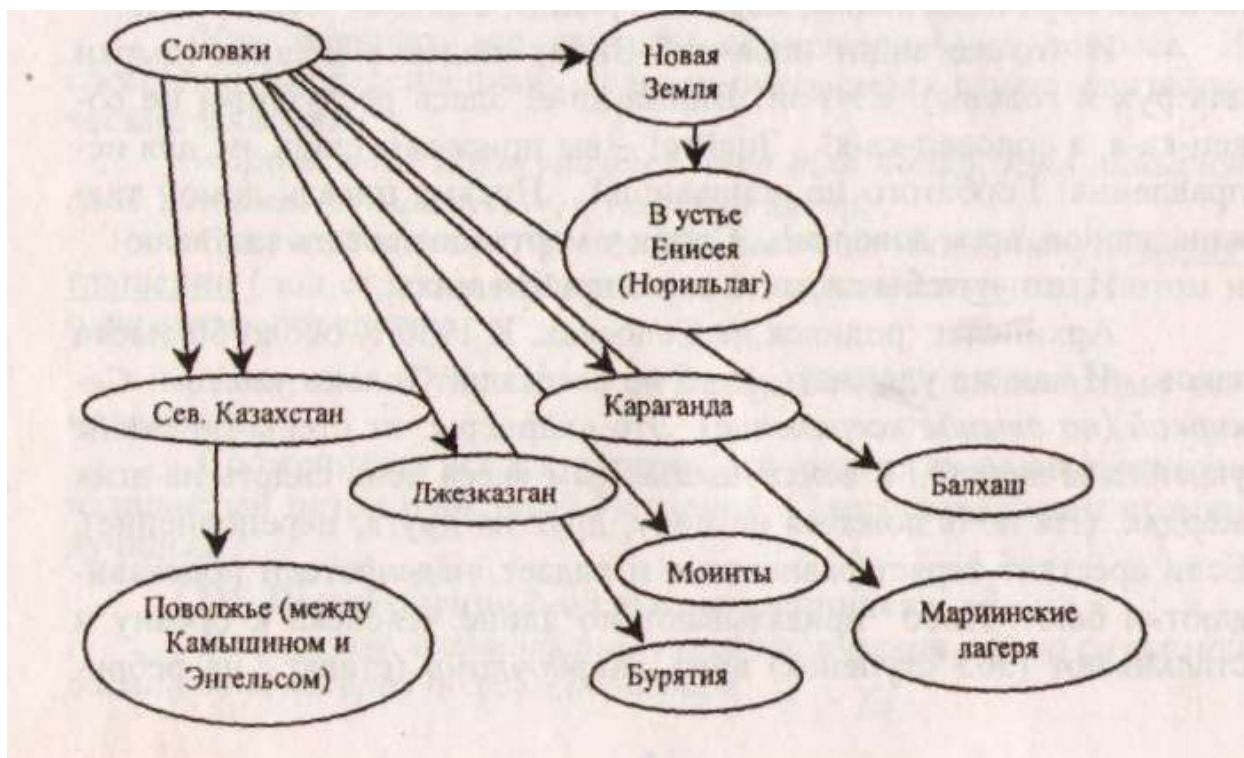 Соловки
Новая
Земля
В устье
Енисея
(Норильлаг)
Сев. Казахстан
Караганда
Джезказган
Балхаш
Моинты
Поволжье (между
Камышином и
Энгельсом)
Мариинские
лагеря
Бурятия